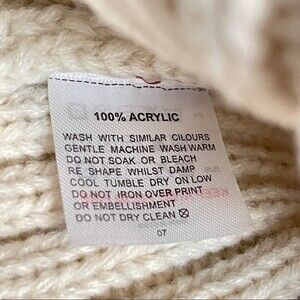 100% ACRYLIC
WASH WITH SIMILAR CILOURS
GENTLE MACHINE WASH WARM
DO NOT SOAK OR BLEACH
RE SHAPE WHILST DAMP
COOL TUMBLE DRY ON LOW
DO NOT IRON OVER PRINT
OR EMBELLISHMENT
DO NOT DRY CLEAN ⓧ
07